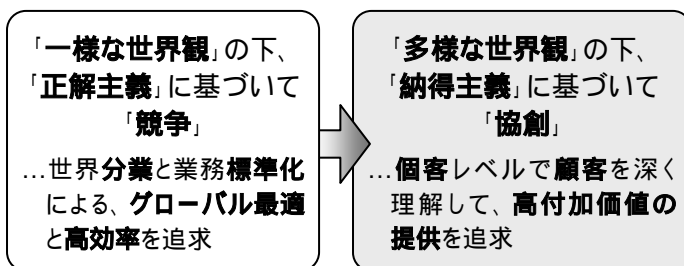 「一様な世界観」の下、
「正解主義」に基づいて
「競争」
…世界分業と業務標準化
による、グローバル最適
と高効率を追求
「多様な世界観」の下、
「納得主義」に基づいて
「協創」
…個客レベルで顧客を深く
理解して、高付加価値の
提供を追求